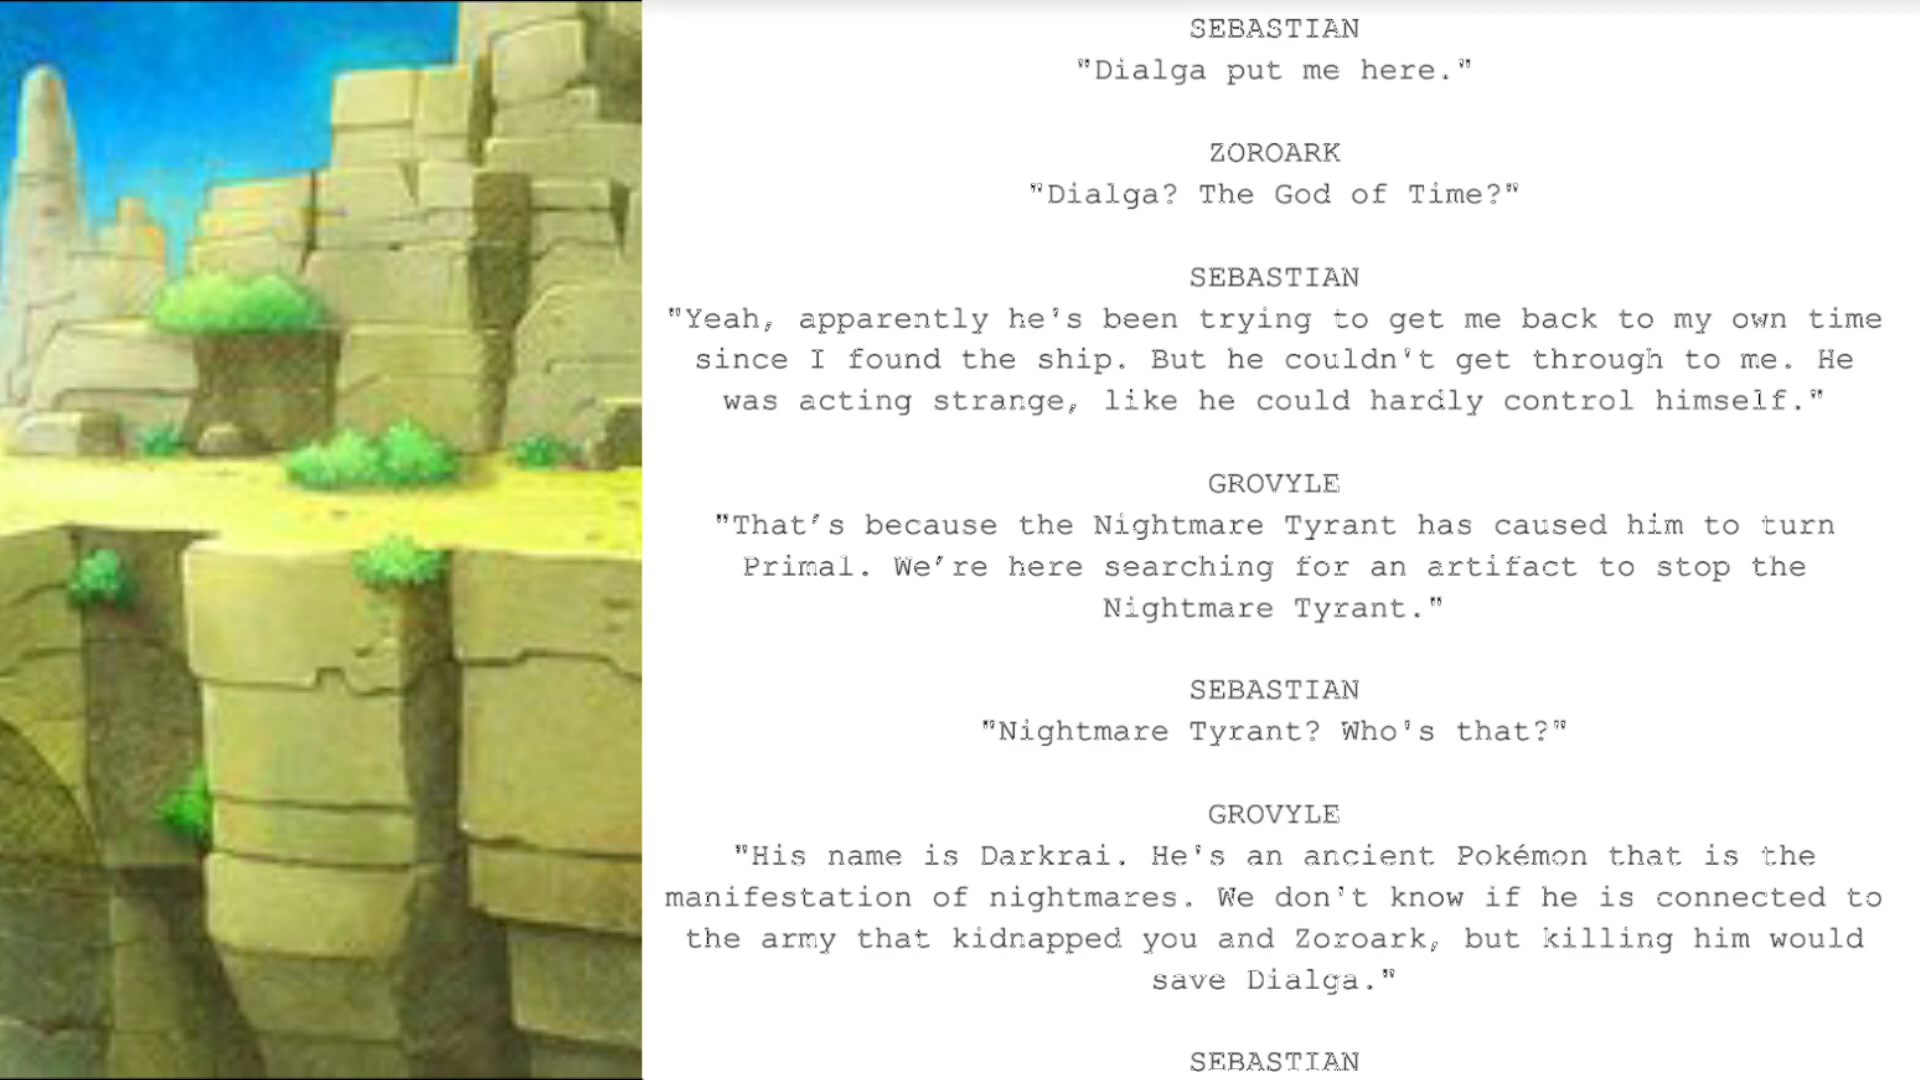 SEBASTIAN
"Dialga put me here."
ZOROARK
"Dialga? The God of Time?"
SEBASTIAN
"Yeah, apparently he's been trying to get me back to my own time
since I found the ship. But he couldn't get through to me. He
was acting strange, like he could hardly control himself."
GROVYLE
"That’s because the Nightmare Tyrant has caused him to turn
Primal. We’re here searching for an artifact to stop the
Nightmare Tyrant."
SEBASTIAN
"Nightmare Tyrant? Who's that?"
GROVYLE
"His name is Darkrai. He's an ancient Pokémon that is the
manifestation of nightmares. We don't know if he is connected to
the army that kidnapped you and Zoroark, but killing him would
save Dialga."
SEBASTIAN